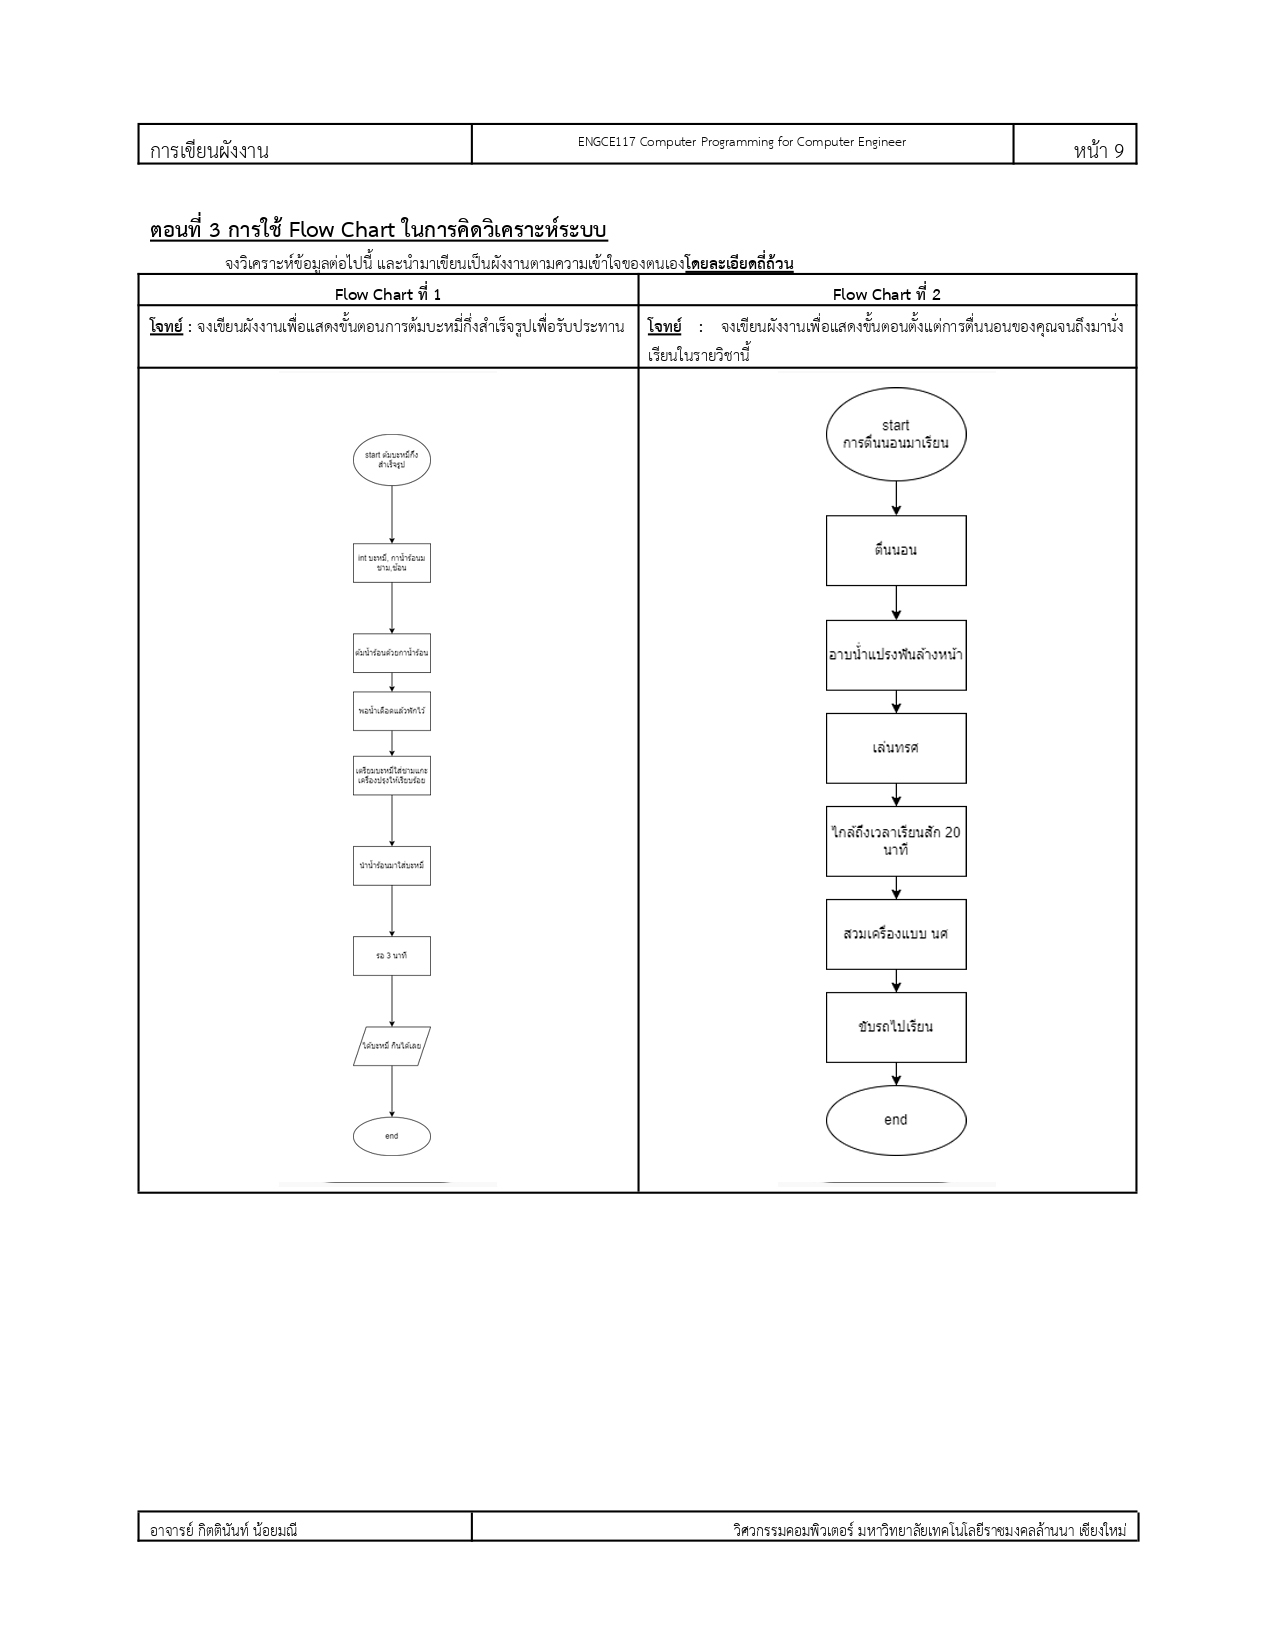 การเขียนผังงาน
ENGCE117 Computer Programming for Computer Engineer
หน้า 9
ตอนที่ 3 การใช้ Flow Chart ในการคิดวิเคราะห์ระบบ
จงวิเคราะห์ข้อมูลต่อไปนี้ และนำมาเขียนเป็นผังงานตามความเข้าใจของตนเองโดยละเอียดถี่ถ้วน
Flow Chart ที่ 1
โจทย์ : จงเขียนผังงานเพื่อแสดงขั้นตอนการต้มบะหมี่กึ่งสำเร็จรูปเพื่อรับประทาน
start ต้มบะหมี่กึ่ง
สำเร็จรูป
int บะหมี่, กาน้ำร้อนม
ชาม,ช้อน
ต้มน้ำร้อนด้วยกาน้ำร้อน
พอน้ำเดือดแล้วพักไว้
เตรียมบะหมี่ใส่ชามแกะ
เครื่องปรุงให้เรียบร้อย
นำน้ำร้อนมาใส่บะหมี่
รอ 3 นาที
ได้บะหมี่ กินได้เลย
end
Flow Chart ที่ 2
โจทย์ : จงเขียนผังงานเพื่อแสดงขั้นตอนตั้งแต่การตื่นนอนของคุณจนถึงมานั่ง
เรียนในรายวิชานี้
start
การตื่นนอนมาเรียน
ตื่นนอน
อาบน้ำแปรงฟันล้างหน้า
เล่นทรศ
ใกล้ถึงเวลาเรียนสัก 20
นาที
สวมเครื่องแบบ นศ
ขับรถไปเรียน
end
อาจารย์ กิตตินันท์ น้อยมณี
วิศวกรรมคอมพิวเตอร์ มหาวิทยาลัยเทคโนโลยีราชมงคลล้านนา เชียงใหม่